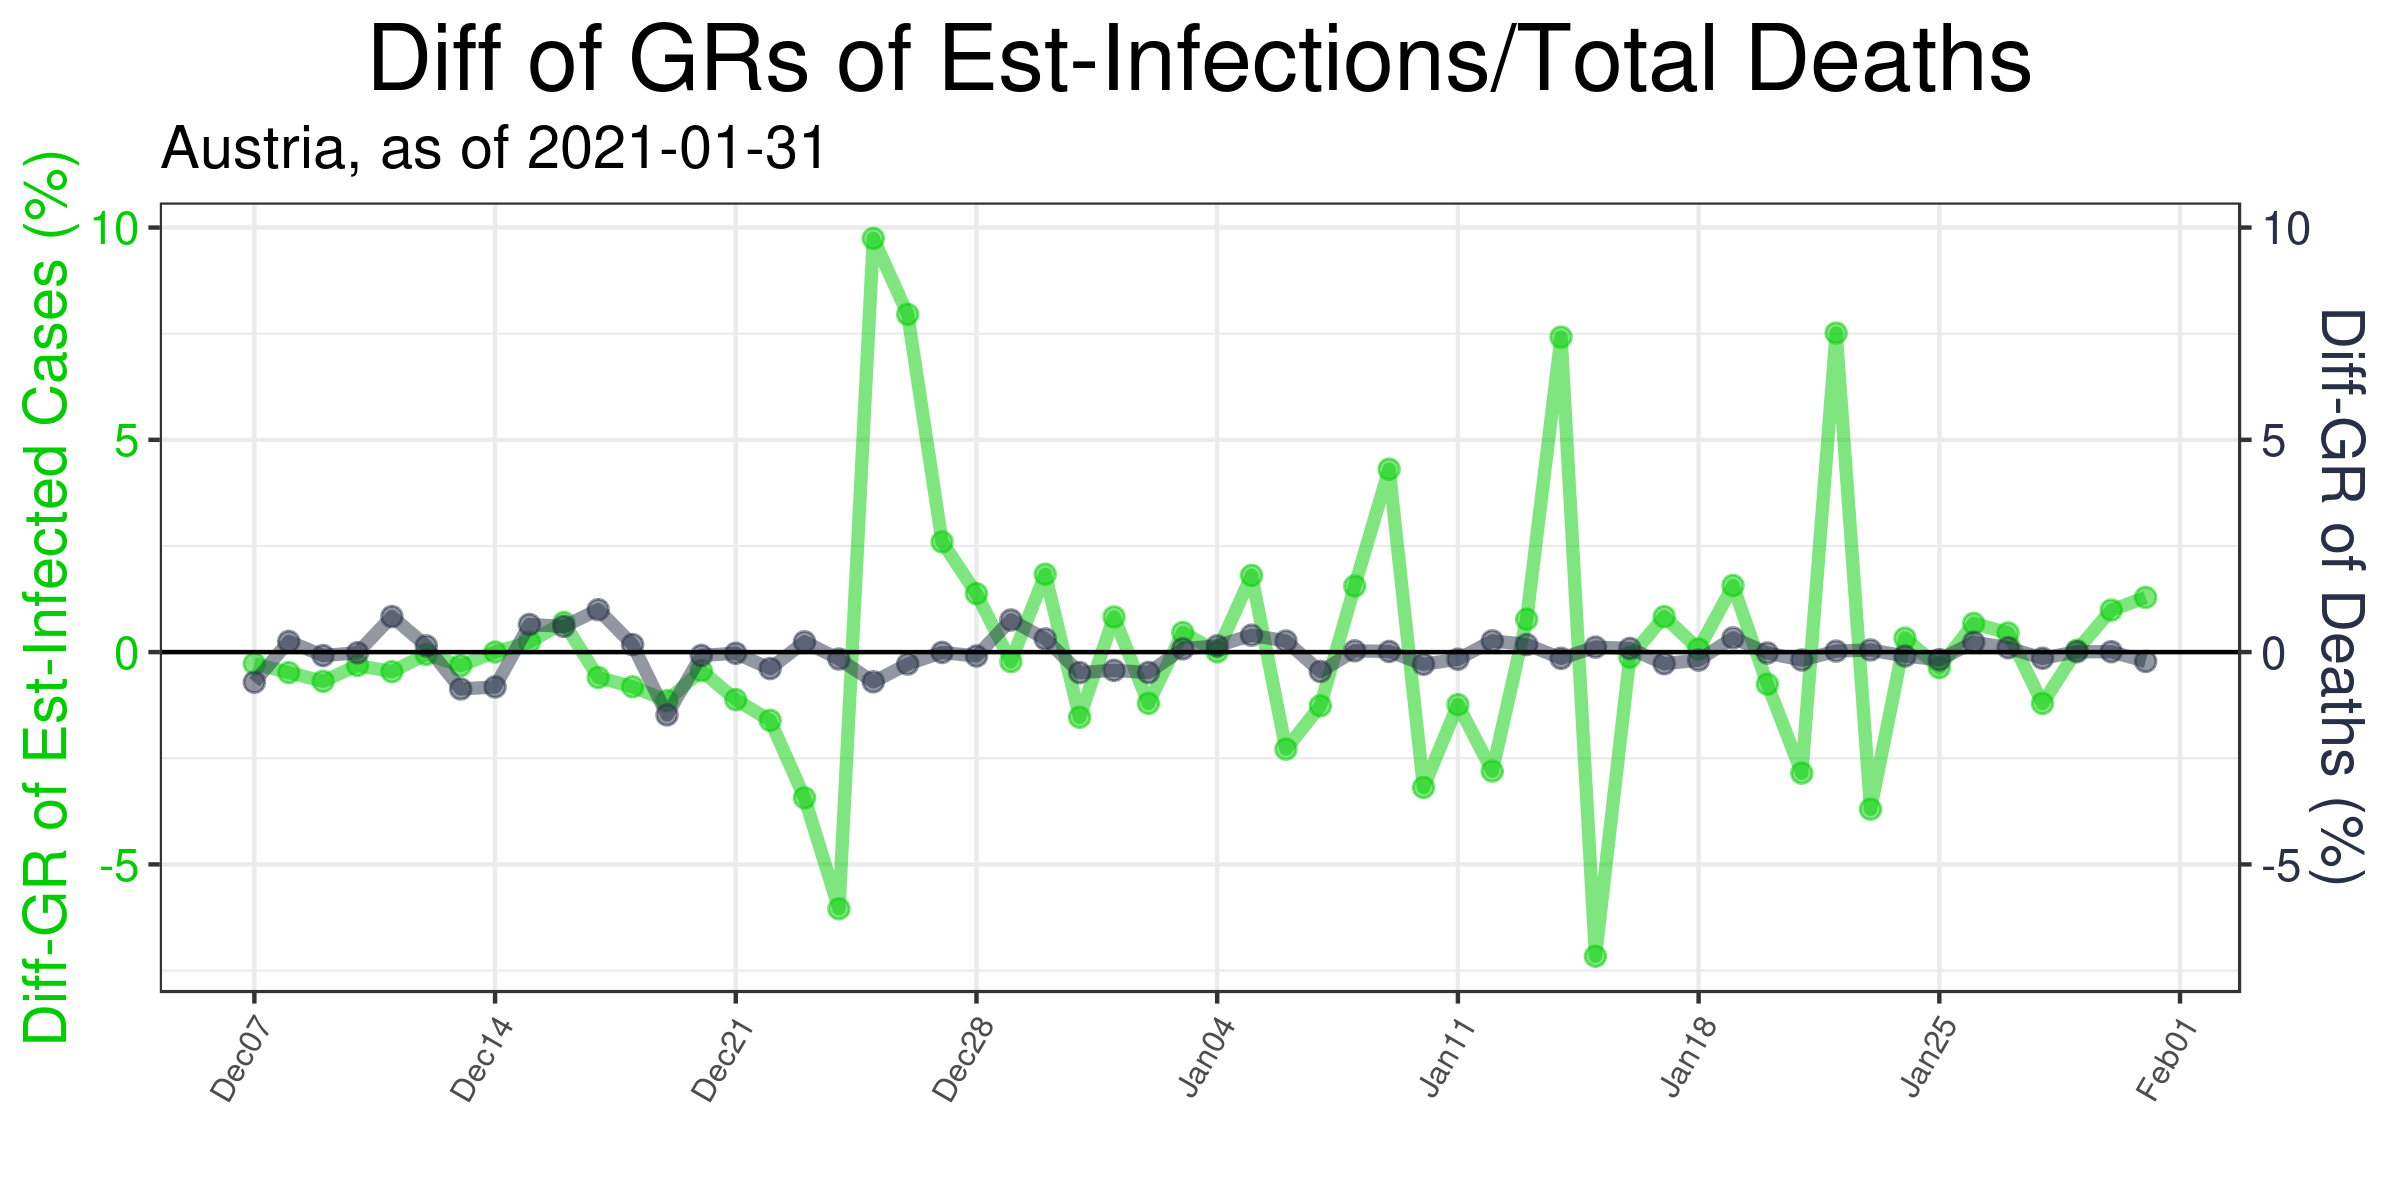 Diff of GRs of Est-Infections/Total Deaths
Austria, as of 2021-01-31
Diff-GR of Est-Infected Cases (%)
10
5
0
-5
10
5
0
-5
Diff-GR of Deaths (%)
Dec07
Dec14
Dec21
Dec28
Jan04
Jan11
Jan18
Jan25
Feb01